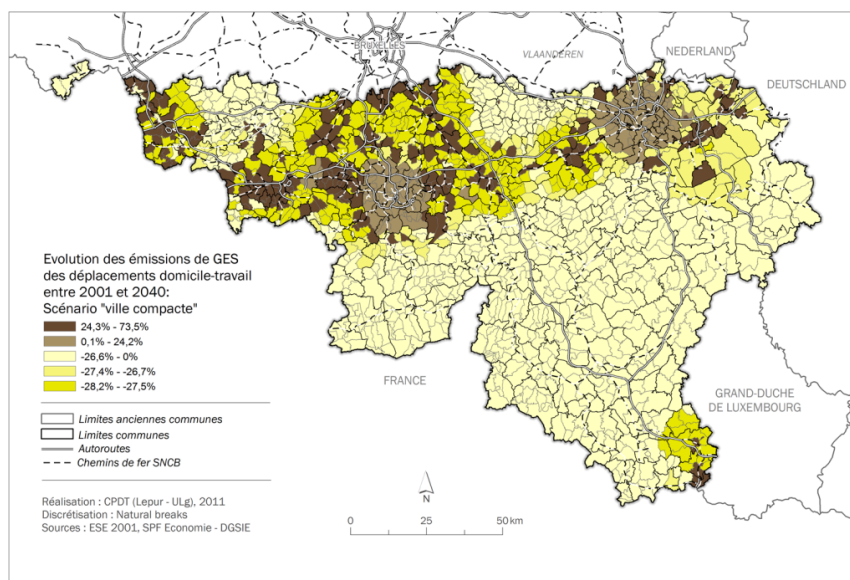 NEDERLAND
BRUXELLES
VLAANDEREN
DEUTSCHLAND
Evolution des émissions de GES
des déplacements domicile-travail
entre 2001 et 2040:
Scénario "ville compacte"
24,3% - 73,5%
0,1% - 24,2%
-26,6% - 0%
-27,4% - -26,7%
-28,2% - -27,5%
FRANCE
GRAND-DUCHE
DE LUXEMBOURG
Limites anciennes communes
Limites communes
Autoroutes
Chemins de fer SNCB
Réalisation : CPDT (Lepur - ULg), 2011
Discrétisation : Natural breaks
Sources : ESE 2001, SPF Economie - DGSIE
N
0 25 50 km